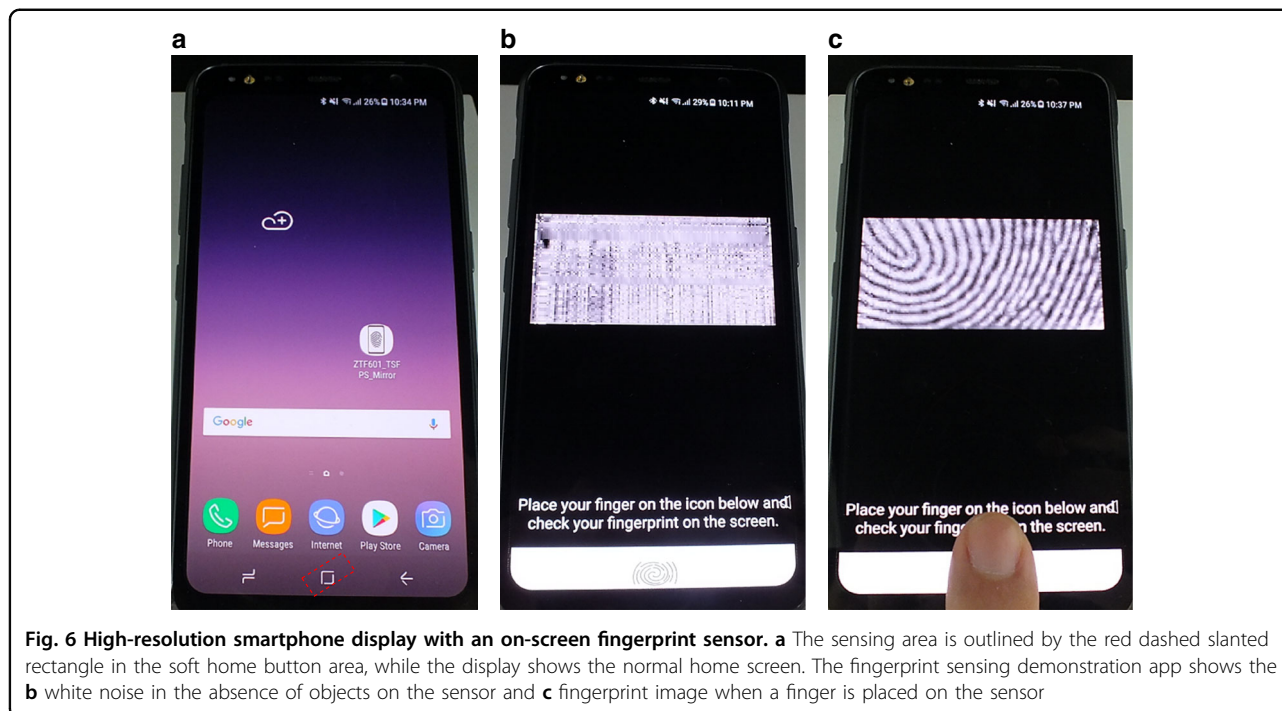 a
b
c
26% 10:34 PM
29% 10:11 PM
26% 10:37 PM
ZTF601_TSF
PS_Mirror
Google
Phone
Messages
Internet
Play Store
Camera
Place your finger on the icon below and
check your fingerprint on the screen.
Place your finger on the icon below and
check your fing on the screen.
Fig. 6 High-resolution smartphone display with an on-screen fingerprint sensor. a The sensing area is outlined by the red dashed slanted
rectangle in the soft home button area, while the display shows the normal home screen. The fingerprint sensing demonstration app shows the
b white noise in the absence of objects on the sensor and c fingerprint image when a finger is placed on the sensor